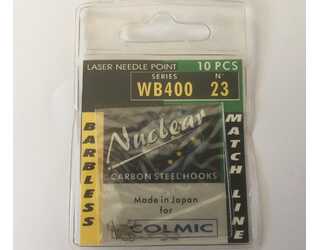 LASER NEEDLE POINT 10 PCS
SERIES N°
WB400 23
BARBLESS
Nuclear
CARBON STEEL HOOKS
MATCH LINE
Made in Japan
for
COLMIC